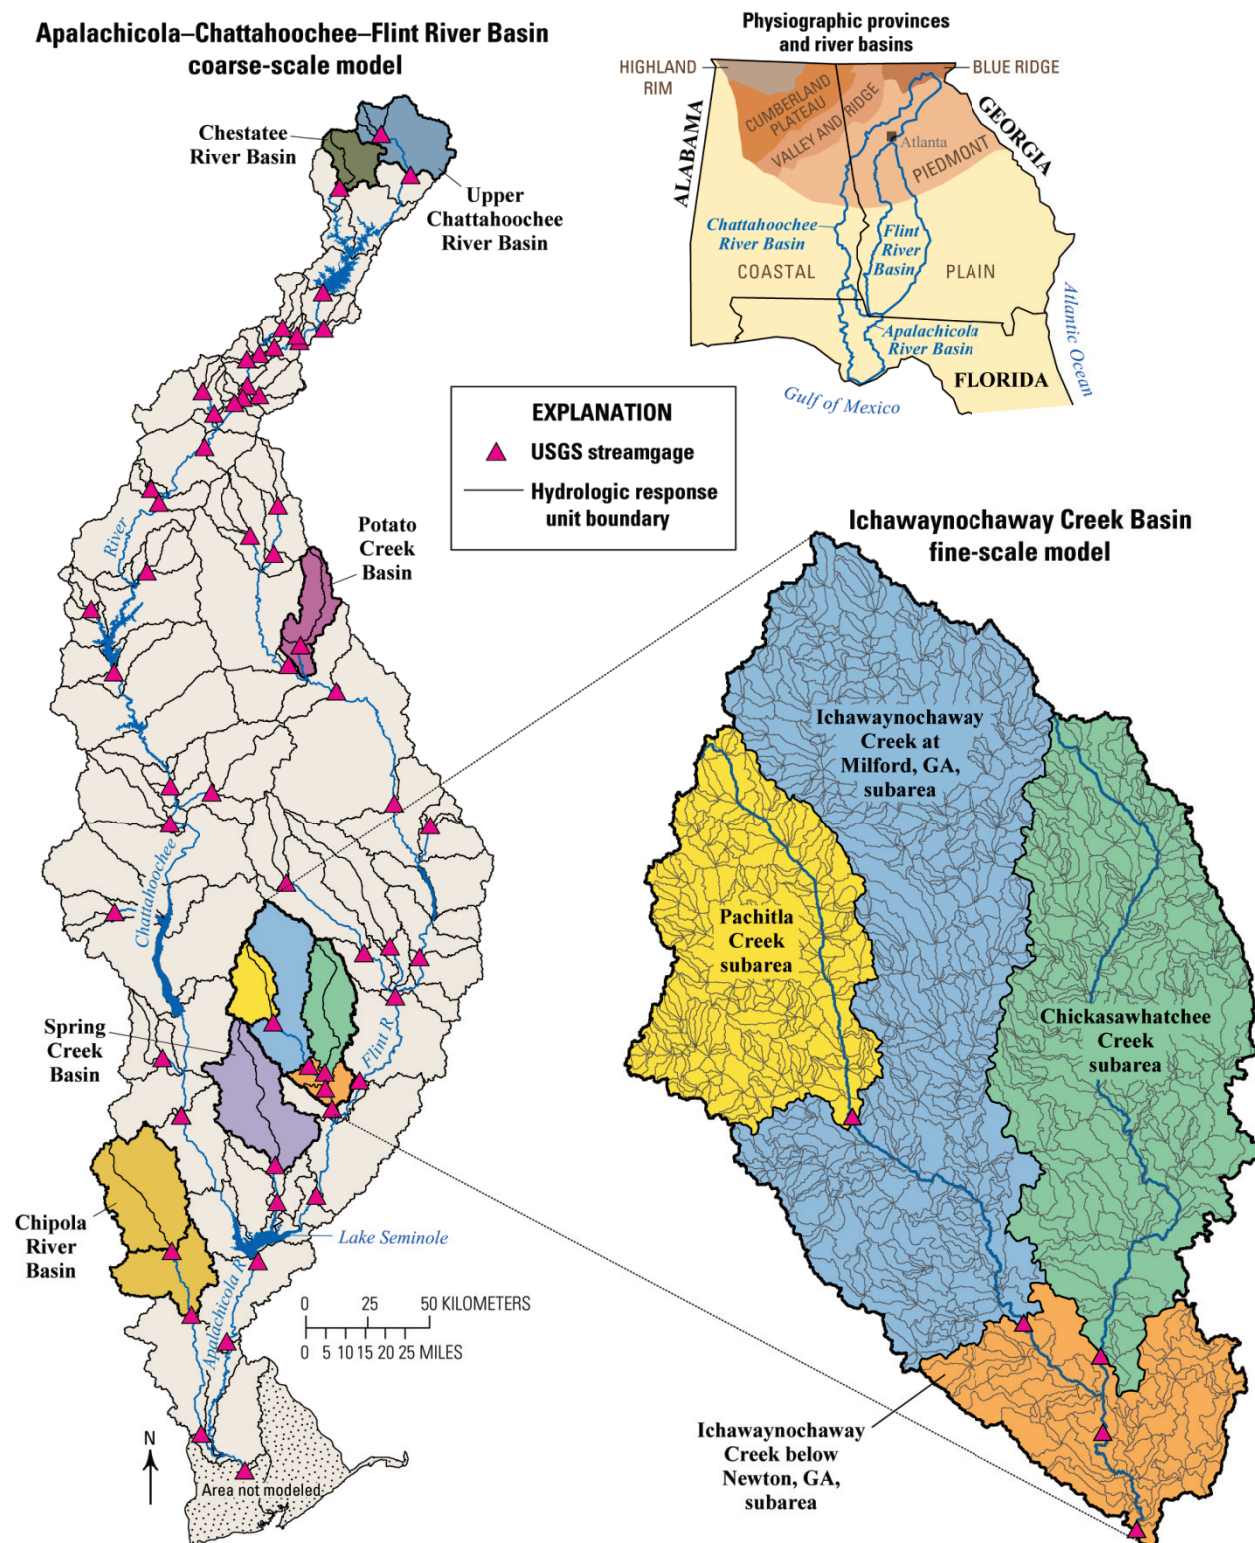 Apalachicola–Chattahoochee–Flint River Basin
coarse-scale model
Chestatee
River Basin
Upper
Chattahoochee
River Basin
River
Potato
Creek
Basin
Chattahoochee
Spring
Creek
Basin
Flint R
Chipola
River
Basin
Lake Seminole
Apalachicola R
0 25 50 KILOMETERS
0 5 10 15 20 25 MILES
N
Area not modeled
Physiographic provinces
and river basins
HIGHLAND
RIM
BLUE RIDGE
CUMBERLAND
PLATEAU
VALLEY AND RIDGE
Atlanta
PIEDMONT
ALABAMA
GEORGIA
Chattahoochee
River Basin
Flint
River
Basin
COASTAL
PLAIN
Apalachicola
River Basin
FLORIDA
Gulf of Mexico
Atlantic Ocean
EXPLANATION
USGS streamgage
Hydrologic response
unit boundary
Ichawaynochaway Creek Basin
fine-scale model
Ichawaynochaway
Creek at
Milford, GA,
subarea
Pachitla
Creek
subarea
Chickasawhatchee
Creek
subarea
Ichawaynochaway
Creek below
Newton, GA,
subarea